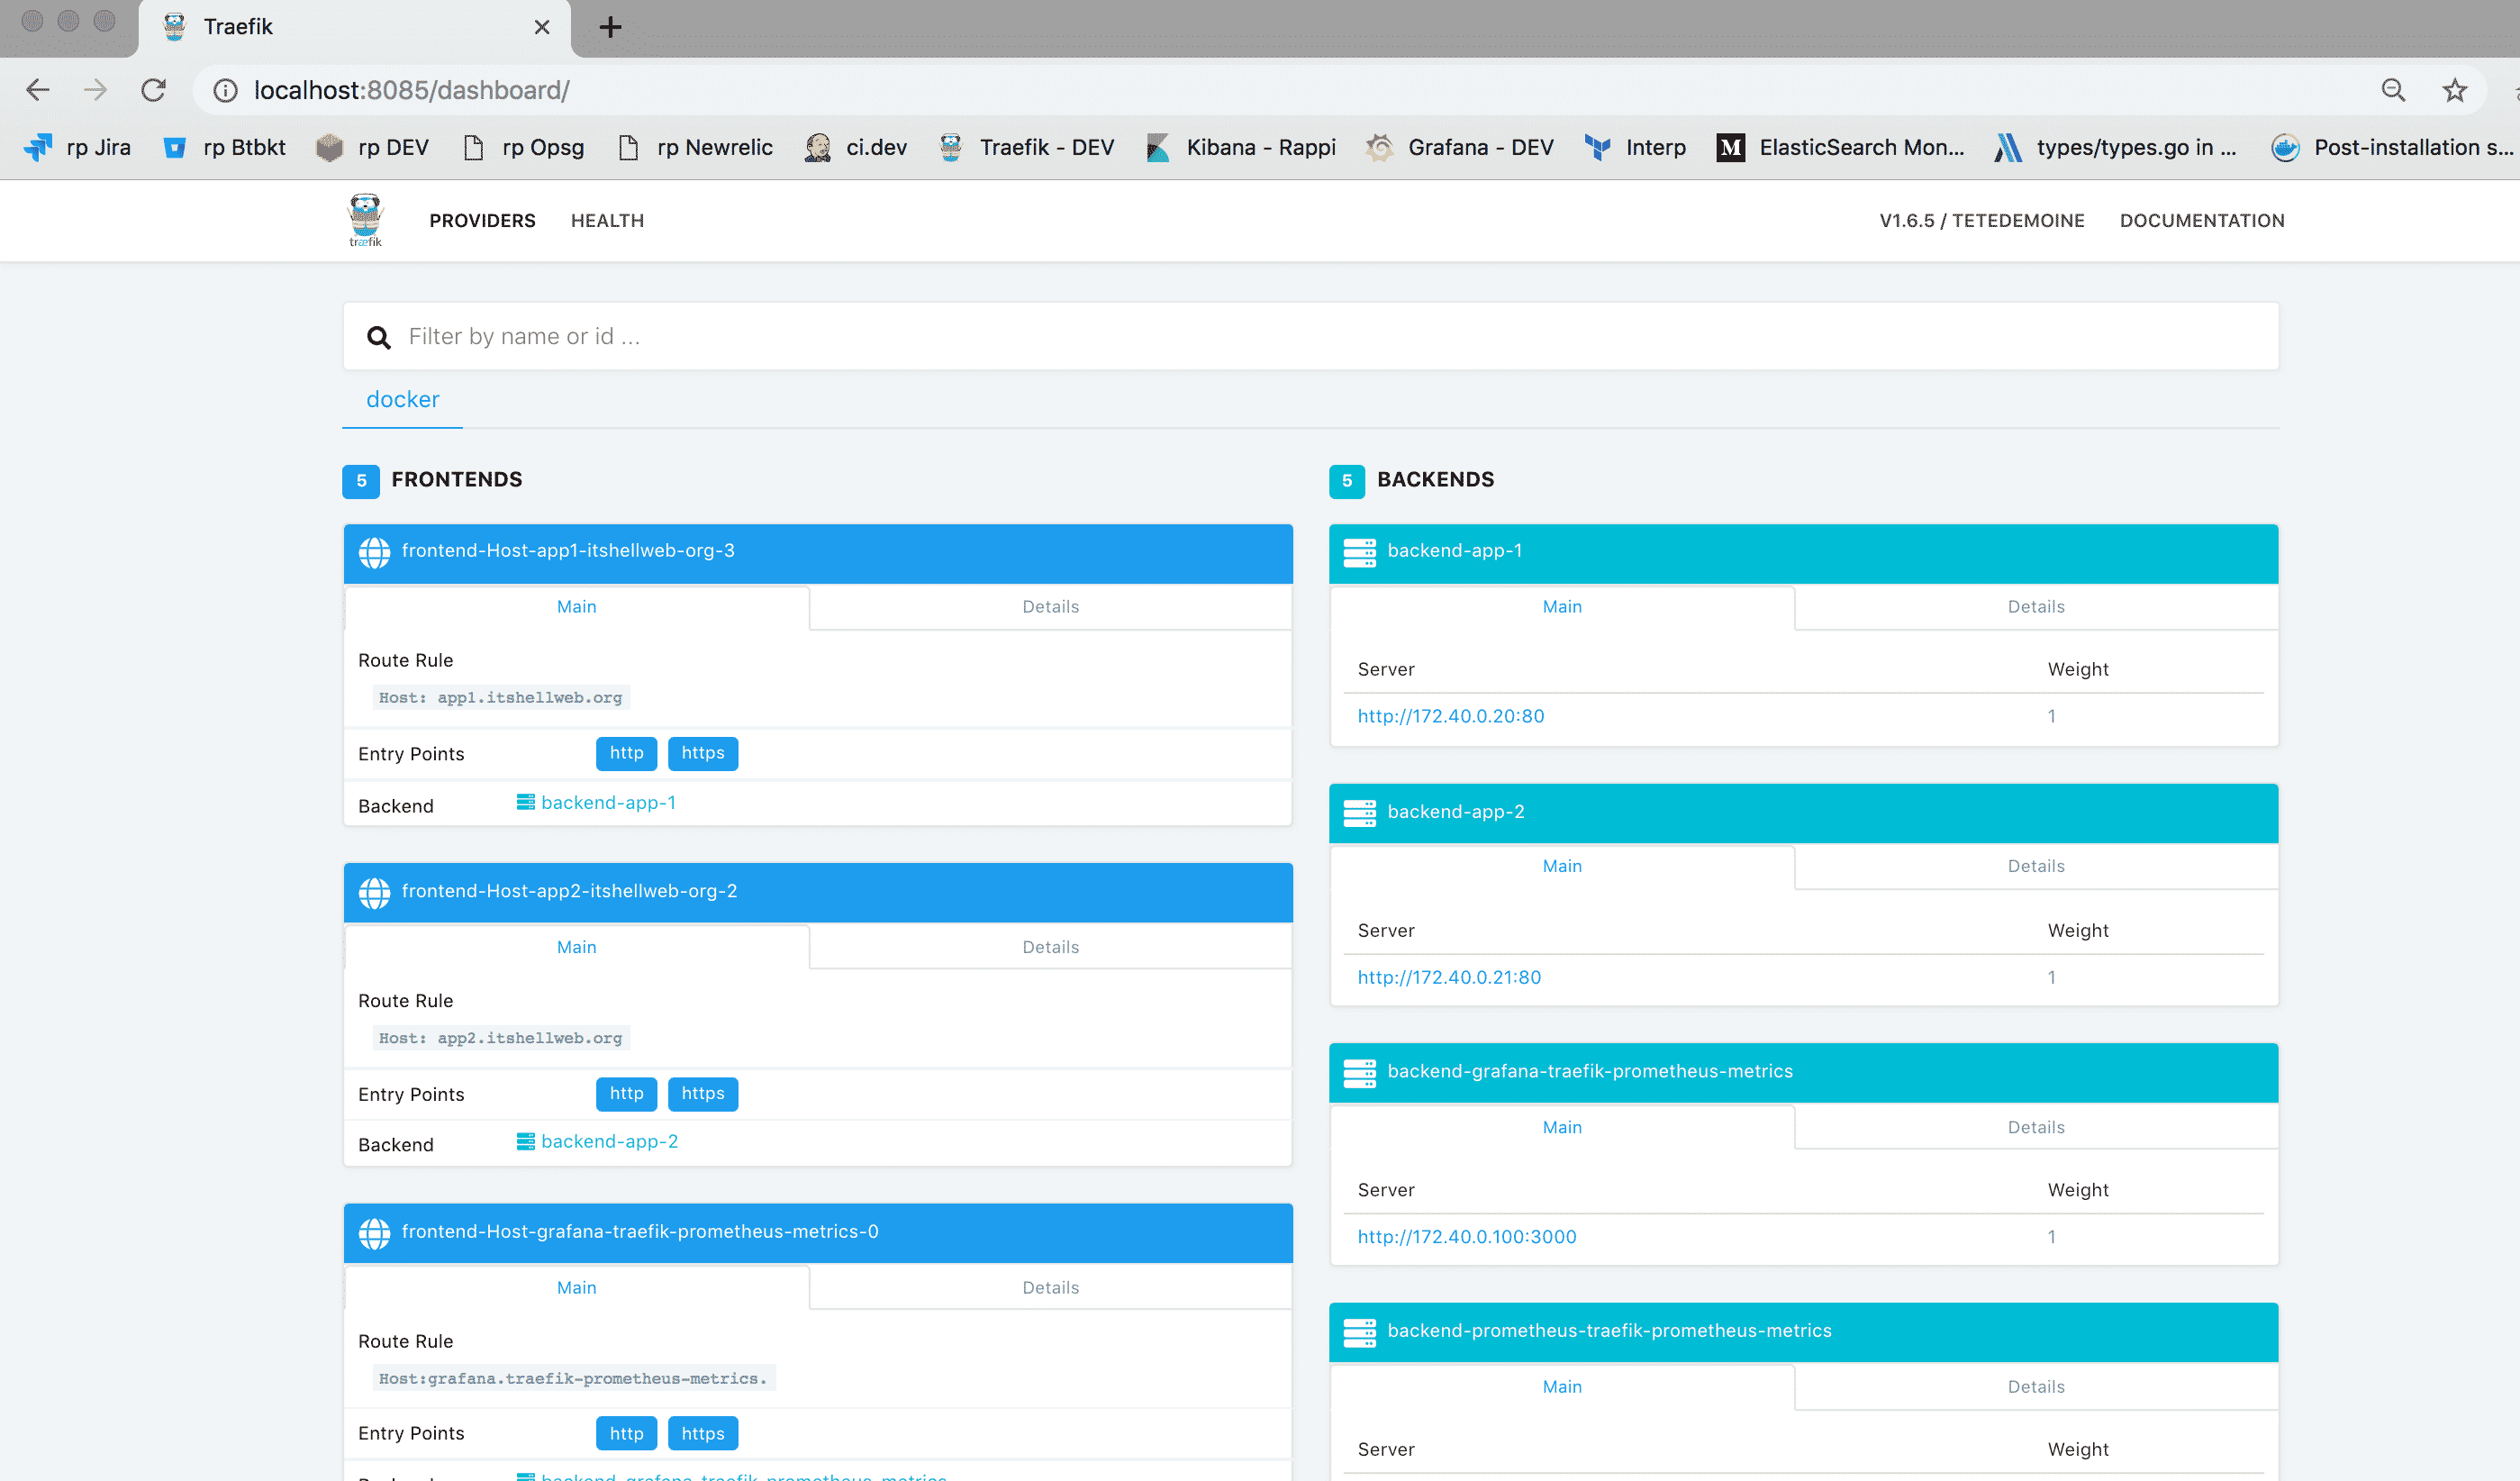 Traefik
localhost:8085/dashboard/
rp Jira rp Btbkt rp DEV rp Opsg rp Newrelic ci.dev Traefik - DEV Kibana - Rappi Grafana - DEV Interp M ElasticSearch Mon... types/types.go in ... Post-installation s...
træfik PROVIDERS HEALTH V1.6.5 / TETEDEMOINE DOCUMENTATION
Filter by name or id ...
docker
5 FRONTENDS
frontend-Host-app1-itshellweb-org-3
Main Details
Route Rule
Host: app1.itshellweb.org
Entry Points http https
Backend backend-app-1
frontend-Host-app2-itshellweb-org-2
Main Details
Route Rule
Host: app2.itshellweb.org
Entry Points http https
Backend backend-app-2
frontend-Host-grafana-traefik-prometheus-metrics-0
Main Details
Route Rule
Host:grafana.traefik-prometheus-metrics.
Entry Points http https
backend-grafana-traefik-prometheus-metrics
5 BACKENDS
backend-app-1
Main Details
Server Weight
http://172.40.0.20:80 1
backend-app-2
Main Details
Server Weight
http://172.40.0.21:80 1
backend-grafana-traefik-prometheus-metrics
Main Details
Server Weight
http://172.40.0.100:3000 1
backend-prometheus-traefik-prometheus-metrics
Main Details
Server Weight